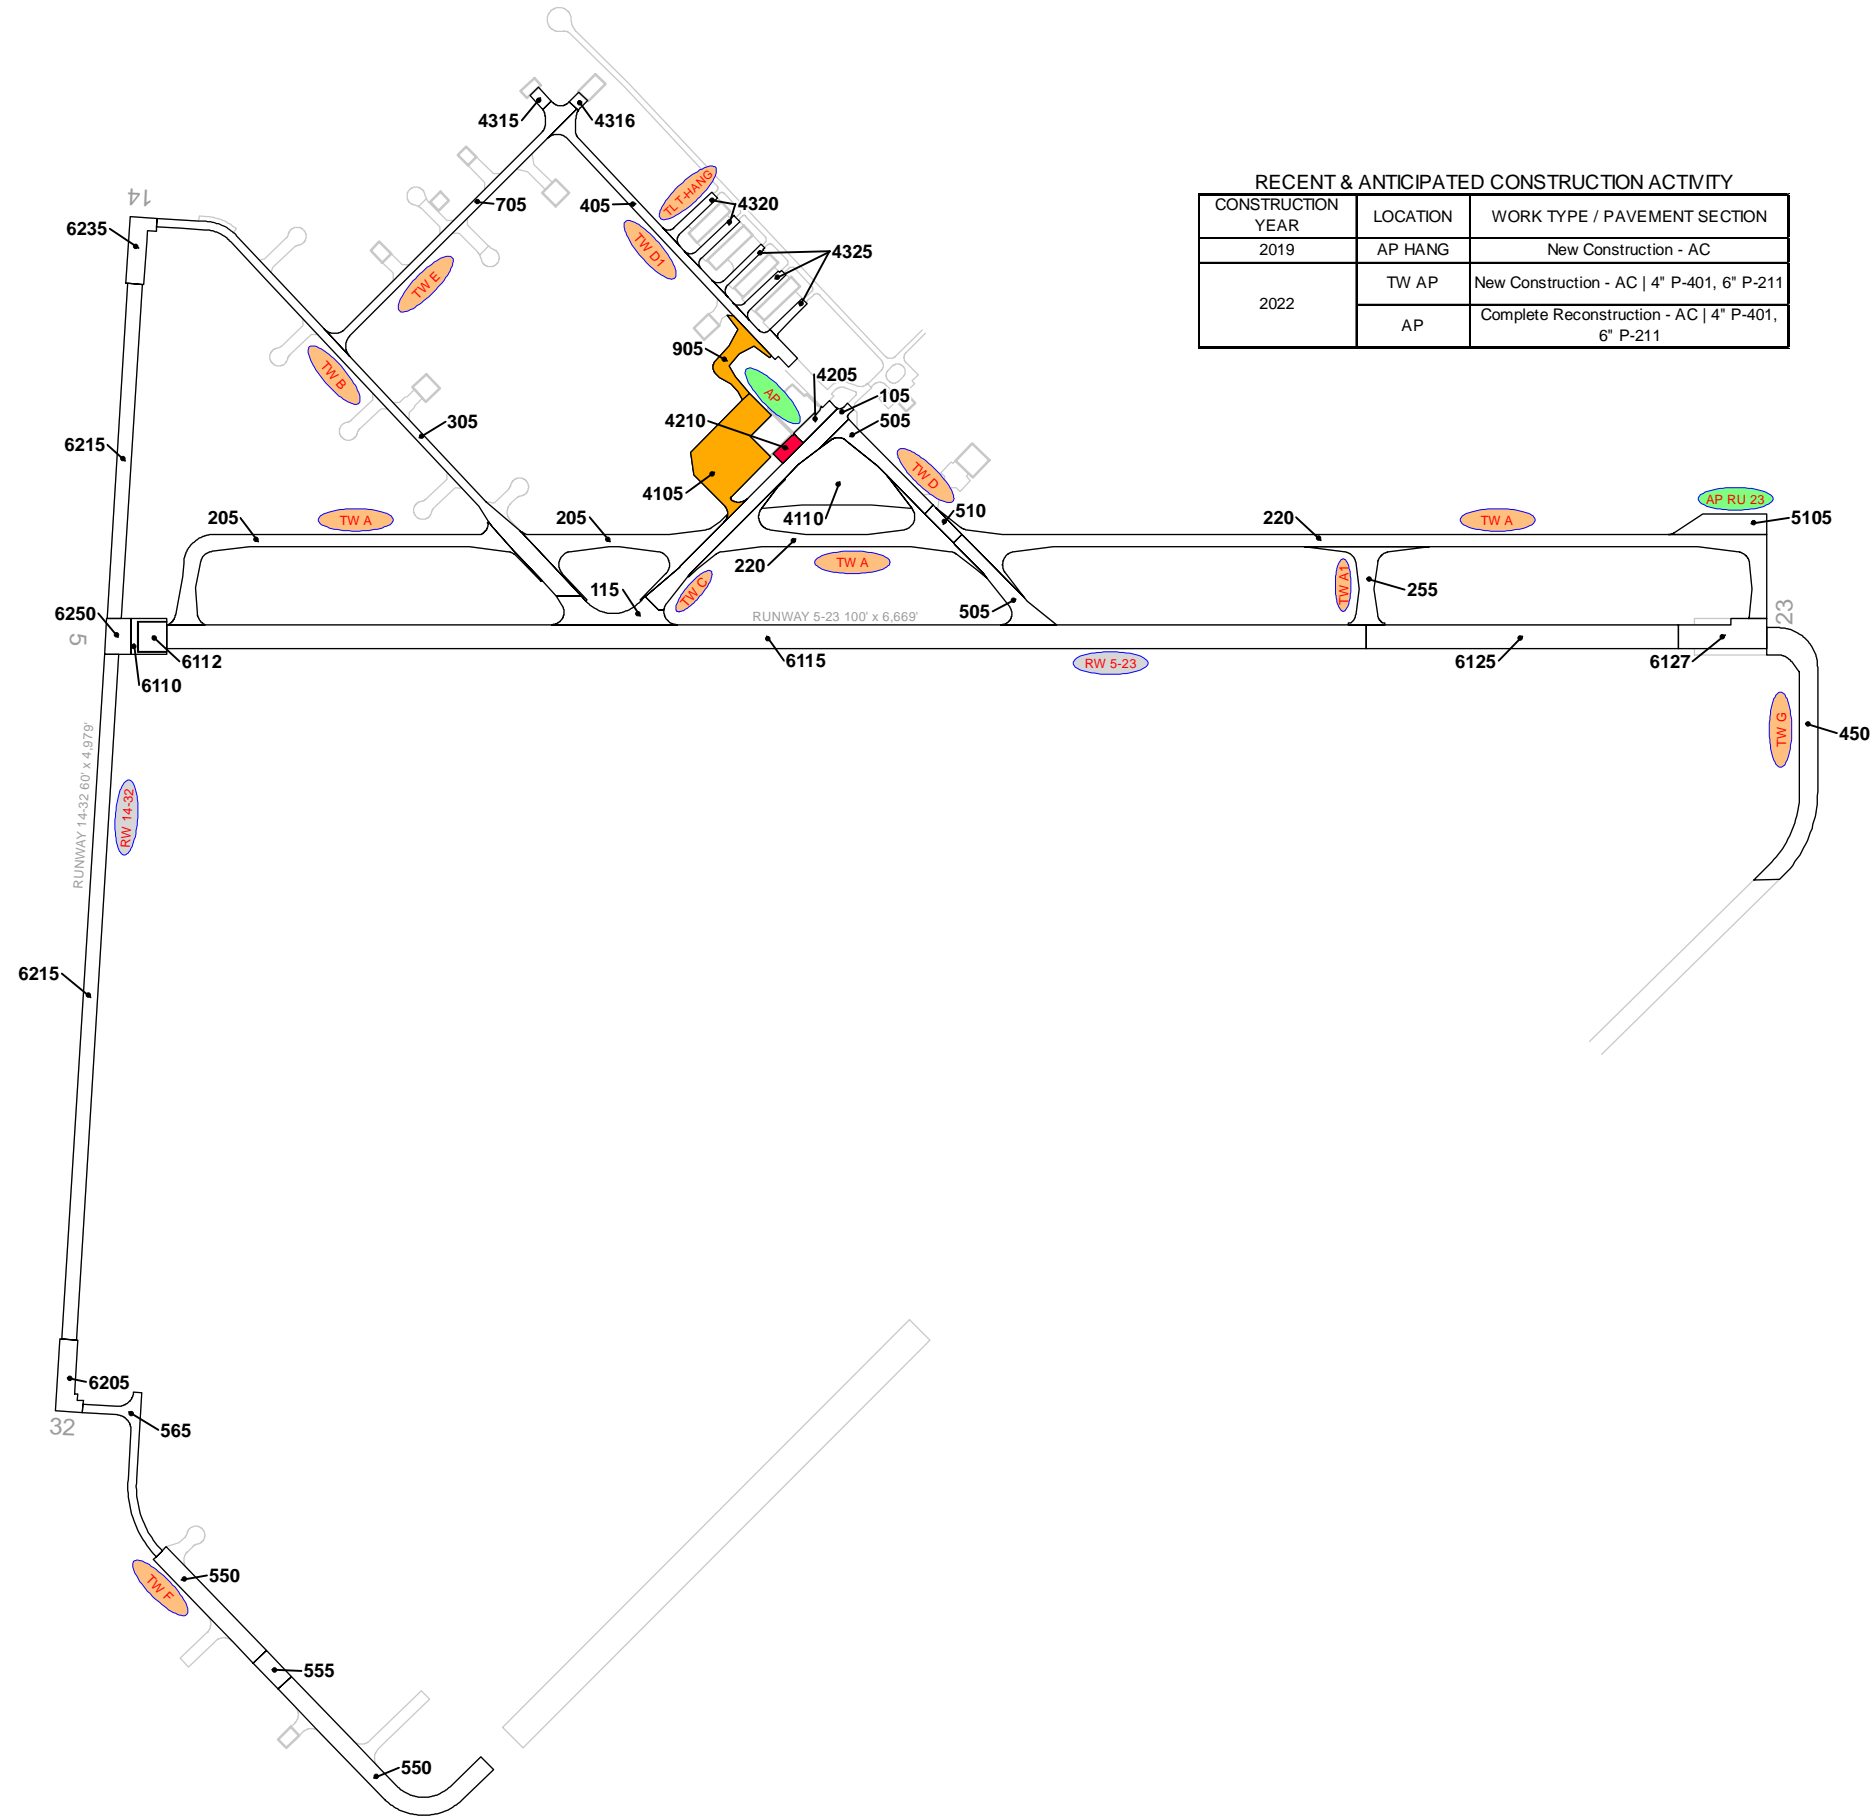 4315
4316
RECENT & ANTICIPATED CONSTRUCTION ACTIVITY
CONSTRUCTION YEAR
LOCATION
WORK TYPE / PAVEMENT SECTION
2019
AP HANG
New Construction - AC
2022
TW AP
New Construction - AC | 4" P-401, 6" P-211
AP
Complete Reconstruction - AC | 4" P-401,
6" P-211
14
6235
705
405
TL T-HANG
4320
TW D1
4325
TW E
905
TW B
AP
4205
105
305
4210
505
6215
TW D
4105
4110
510
AP RU 23
5105
205
TW A
205
220
TW A
220
TW A
115
TW C
TW A1
255
505
RUNWAY 5-23 100' x 6,669'
23
6250
5
6112
6110
6115
RW 5-23
6125
6127
TW G
450
RUNWAY 14-32 60' x 4,979'
RW 14-32
6215
6205
32
565
550
TW F
555
550